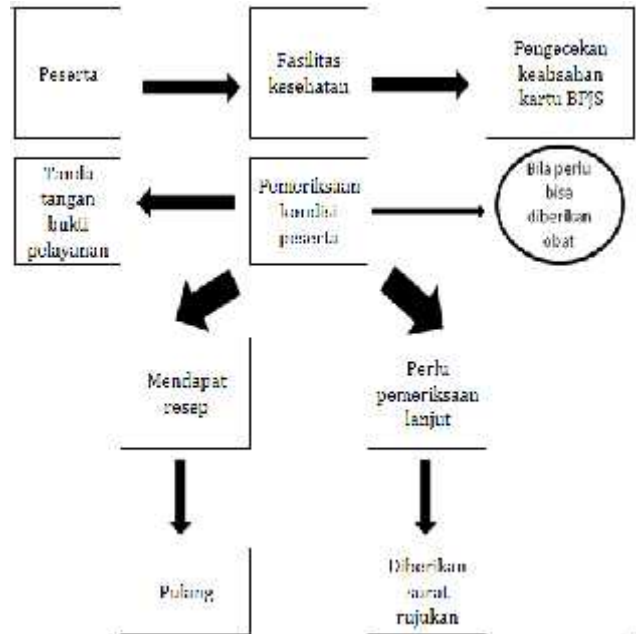 Peserta
Fasilitas
kesehatan
Pengecekan
keabsahan
kartu BPJS
Tanda
tangan
bukti
pelayanan
Pemeriksaan
kondisi
peserta
Bila perlu
bisa
diberikan
obat
Mendapat
resep
Perlu
pemeriksaan
lanjut
Pulang
Diberikan
surat
rujukan